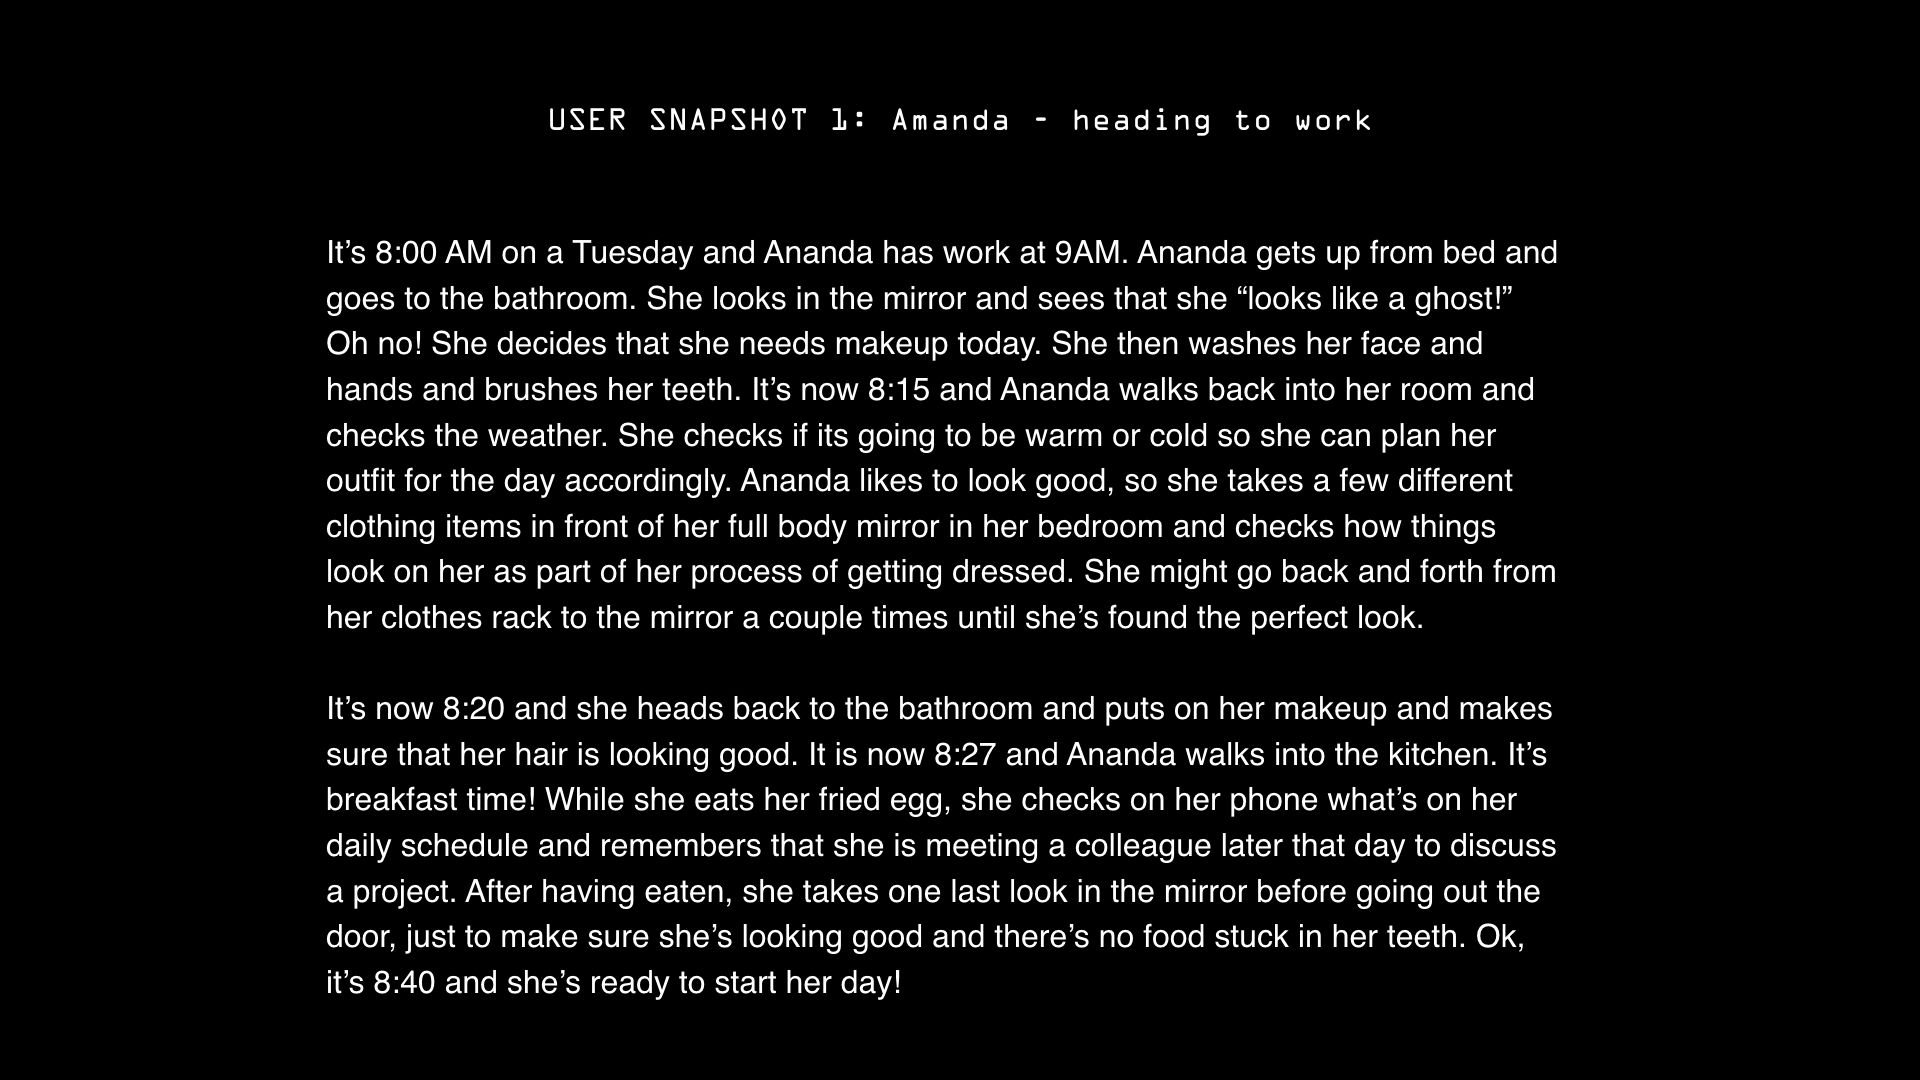 USER SNAPSHOT 1: Amanda - heading to work
It’s 8:00 AM on a Tuesday and Ananda has work at 9AM. Ananda gets up from bed and
goes to the bathroom. She looks in the mirror and sees that she “looks like a ghost!”
Oh no! She decides that she needs makeup today. She then washes her face and
hands and brushes her teeth. It’s now 8:15 and Ananda walks back into her room and
checks the weather. She checks if its going to be warm or cold so she can plan her
outfit for the day accordingly. Ananda likes to look good, so she takes a few different
clothing items in front of her full body mirror in her bedroom and checks how things
look on her as part of her process of getting dressed. She might go back and forth from
her clothes rack to the mirror a couple times until she’s found the perfect look.
It’s now 8:20 and she heads back to the bathroom and puts on her makeup and makes
sure that her hair is looking good. It is now 8:27 and Ananda walks into the kitchen. It’s
breakfast time! While she eats her fried egg, she checks on her phone what’s on her
daily schedule and remembers that she is meeting a colleague later that day to discuss
a project. After having eaten, she takes one last look in the mirror before going out the
door, just to make sure she’s looking good and there’s no food stuck in her teeth. Ok,
it’s 8:40 and she’s ready to start her day!